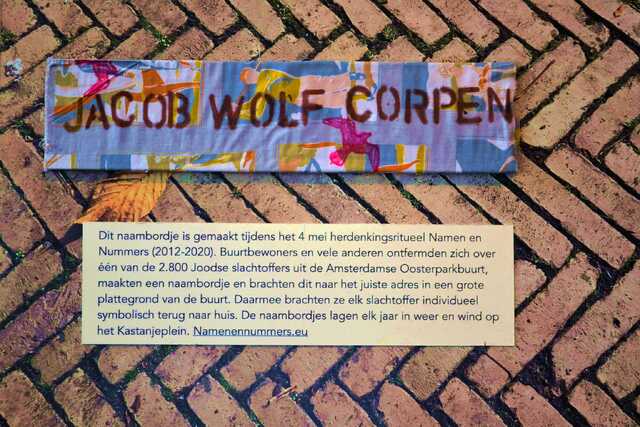 JACOB WOLF CORPEN
Dit naambordje is gemaakt tijdens het 4 mei herdenkingsritueel Namen en
Nummers (2012-2020). Buurtbewoners en vele anderen ontfermden zich over
één van de 2.800 Joodse slachtoffers uit de Amsterdamse Oosterparkbuurt,
maakten een naambordje en brachten dit naar het juiste adres in een grote
plattegrond van de buurt. Daarmee brachten ze elk slachtoffer individueel
symbolisch terug naar huis. De naambordjes lagen elk jaar in weer en wind op
het Kastanjeplein. Namenennummers.eu